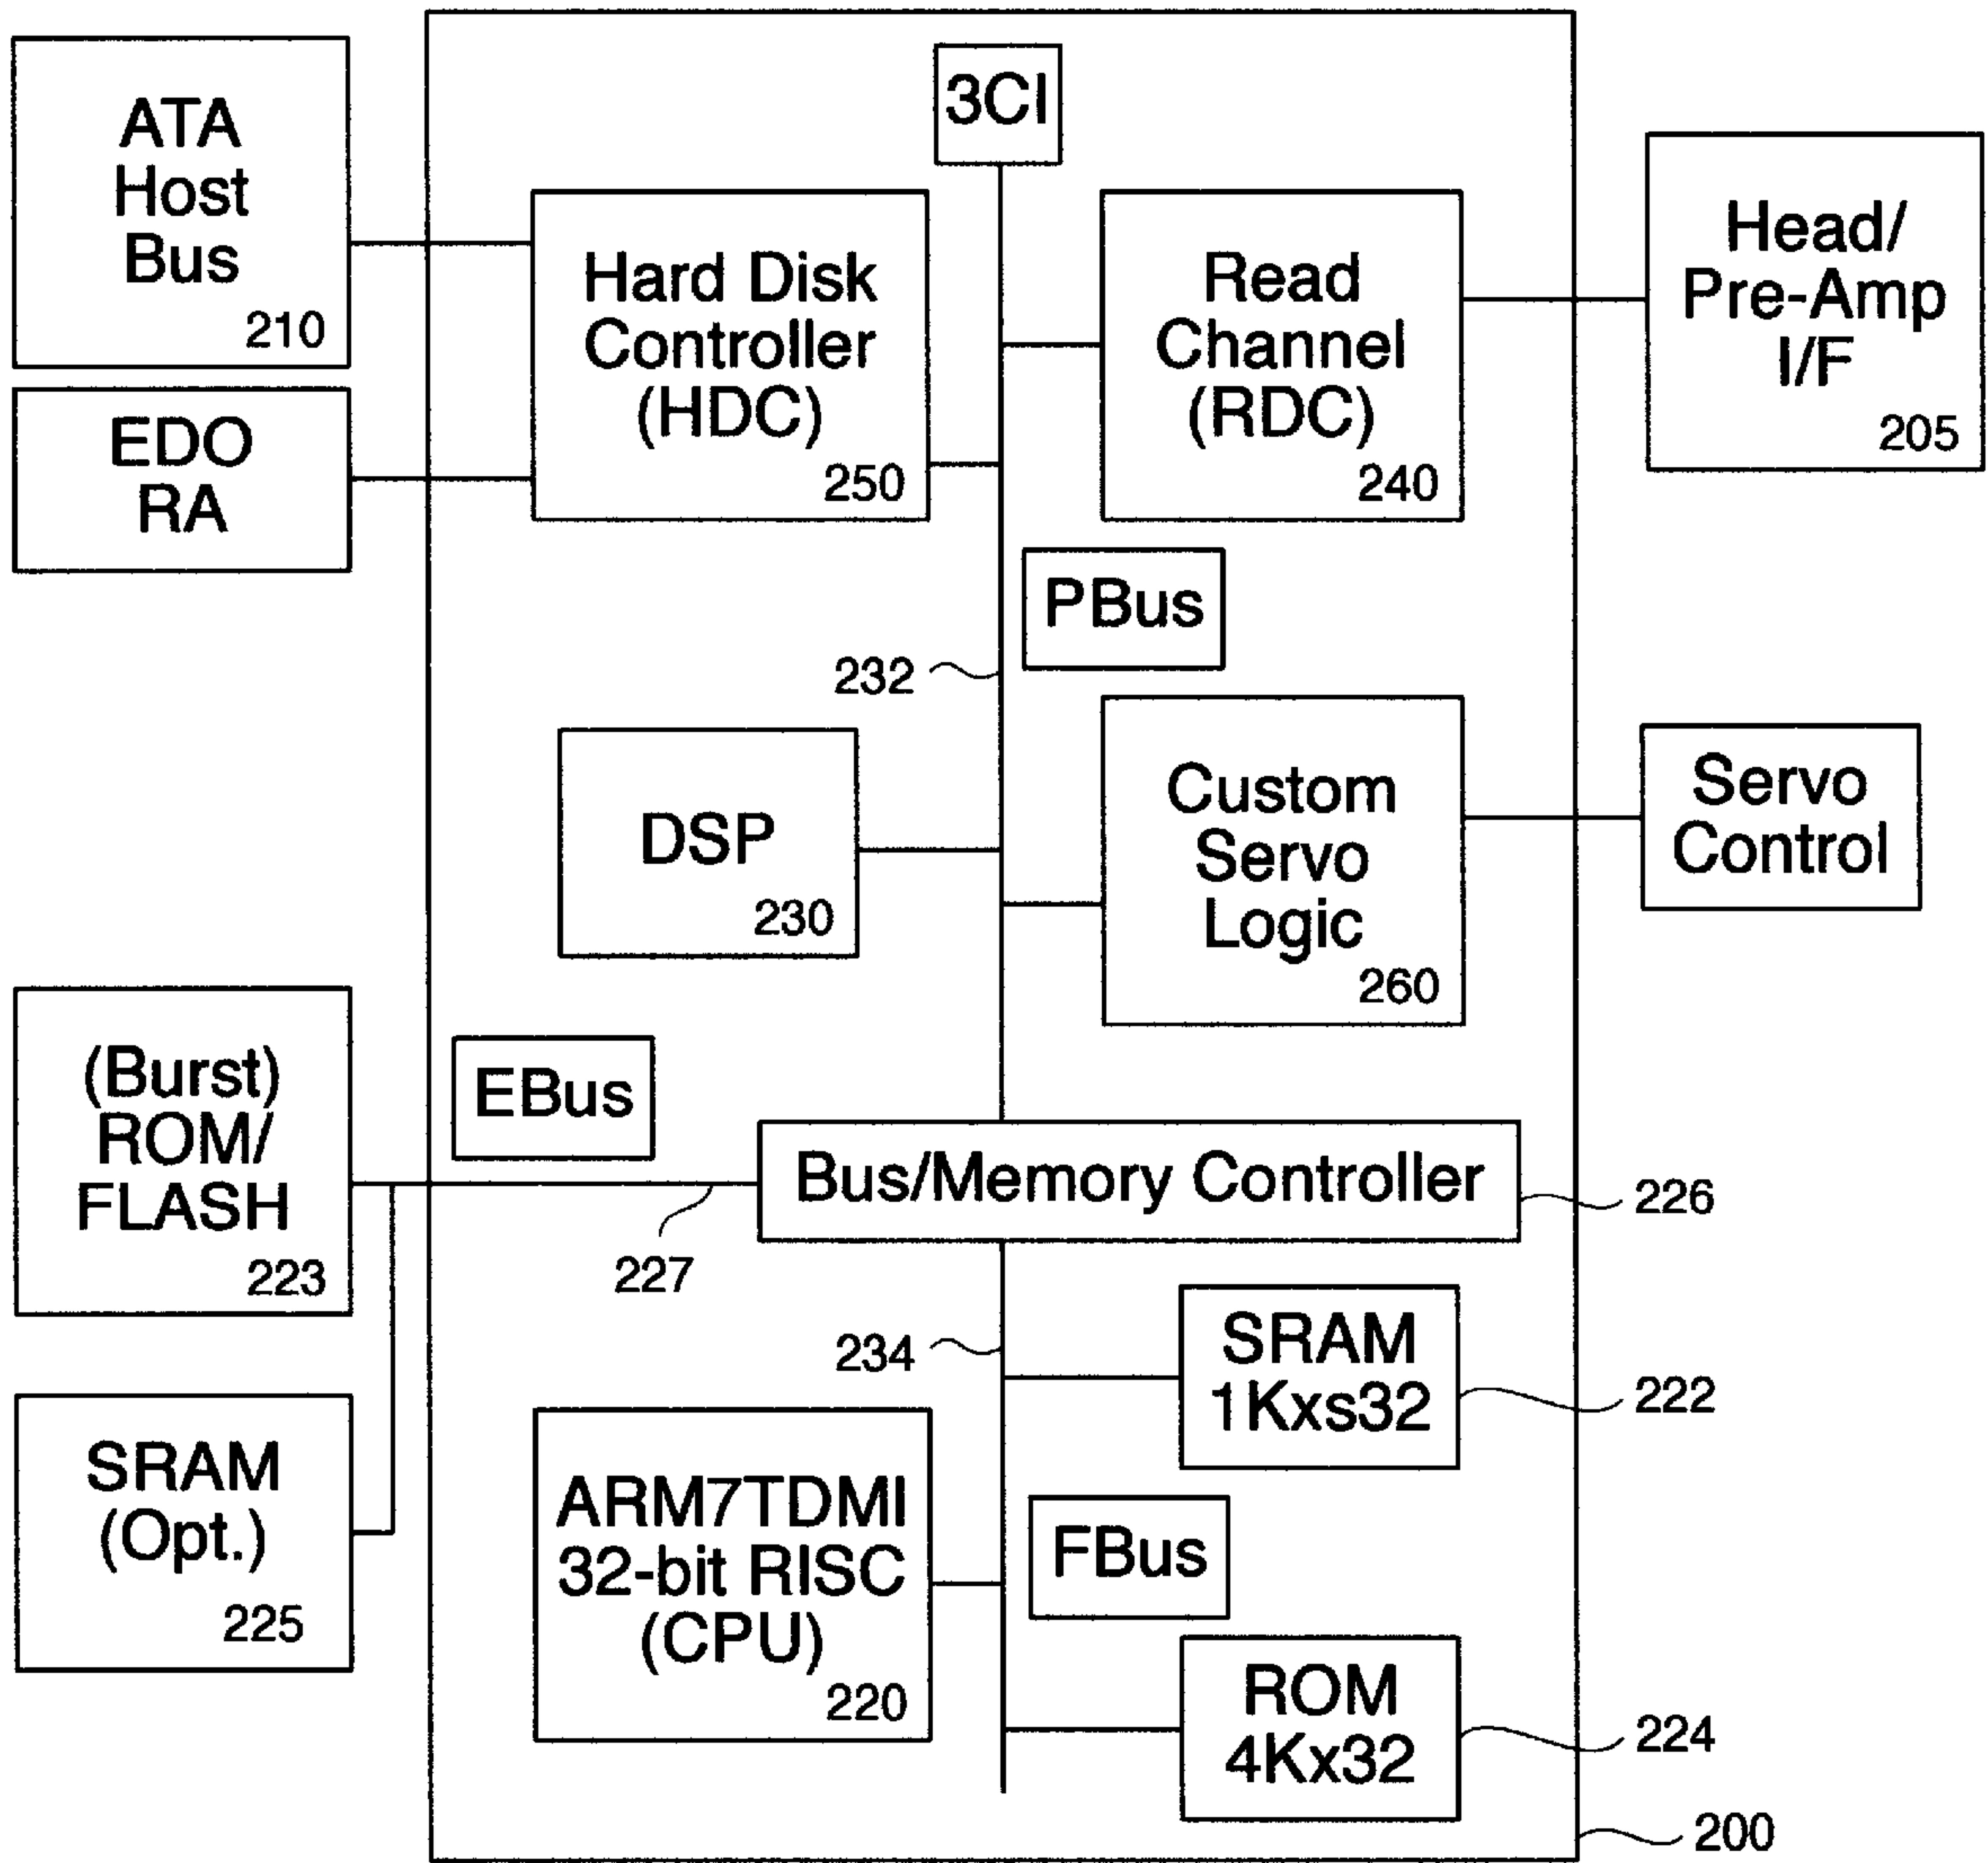 3CI
ATA
Host
Bus
210
Hard Disk
Controller
(HDC)
250
Read
Channel
(RDC)
240
Head/
Pre-Amp
I/F
205
EDO
RA
PBus
232
DSP
230
Custom
Servo
Logic
260
Servo
Control
(Burst)
ROM/
FLASH
223
EBus
Bus/Memory Controller
226
227
234
SRAM
1Kxs32
222
SRAM
(Opt.)
225
ARM7TDMI
32-bit RISC
(CPU)
220
FBus
ROM
4Kx32
224
200